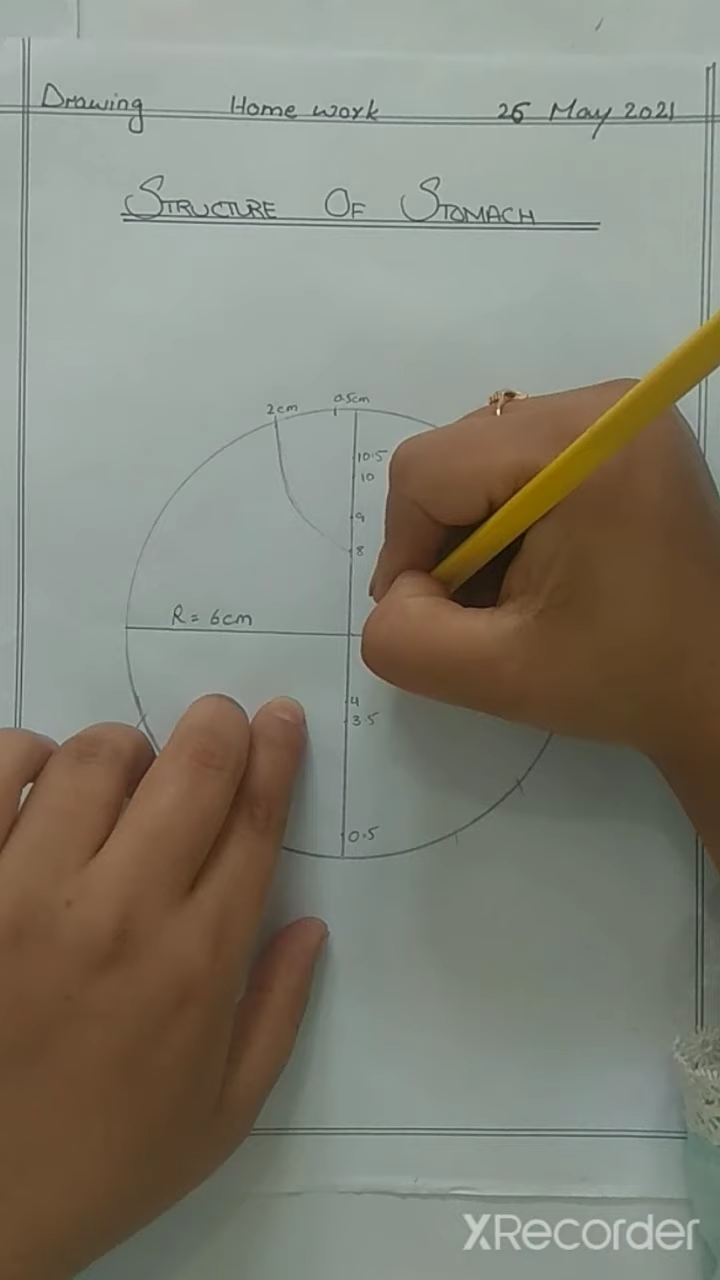 Drawing Home work 26 May 2021
STRUCTURE OF STOMACH
2cm 0.5cm
10.5
10
9
8
R = 6cm
4
3.5
0.5
XRecorder